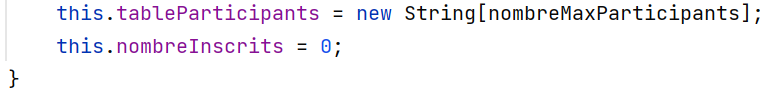 this.tableParticipants = new String[nombreMaxParticipants];
this.nombreInscrits = 0;
}